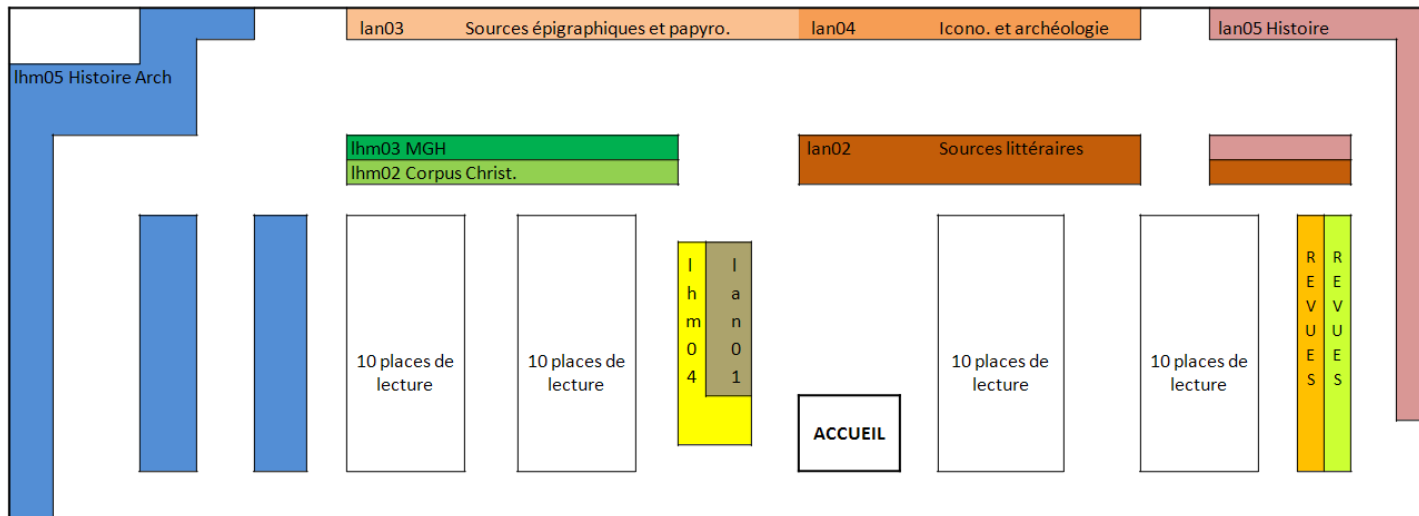 lan03 Sources épigraphiques et papyro. lan04 Icono. et archéologie lan05 Histoire
lhm05 Histoire Arch
lhm03 MGH lan02 Sources littéraires
lhm02 Corpus Christ.
lhm04
lan01
REVUES
REVUES
10 places de
lecture
10 places de
lecture
10 places de
lecture
10 places de
lecture
ACCUEIL